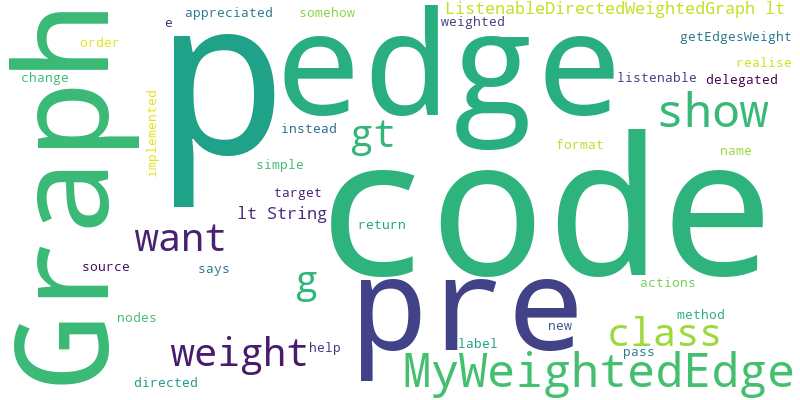 Graph
p
edge
code
pre
e
appreciated
somehow
weighted
ListenableDirectedWeightedGraph lt
order
change
getEdgesWeight
realise
listenable
delegated
implemented
instead
gt
show
format
name
simple
target
lt String
return
want
source
says
g
actions
nodes
new
method
class
weight
help
label
pass
directed
MyWeightedEdge